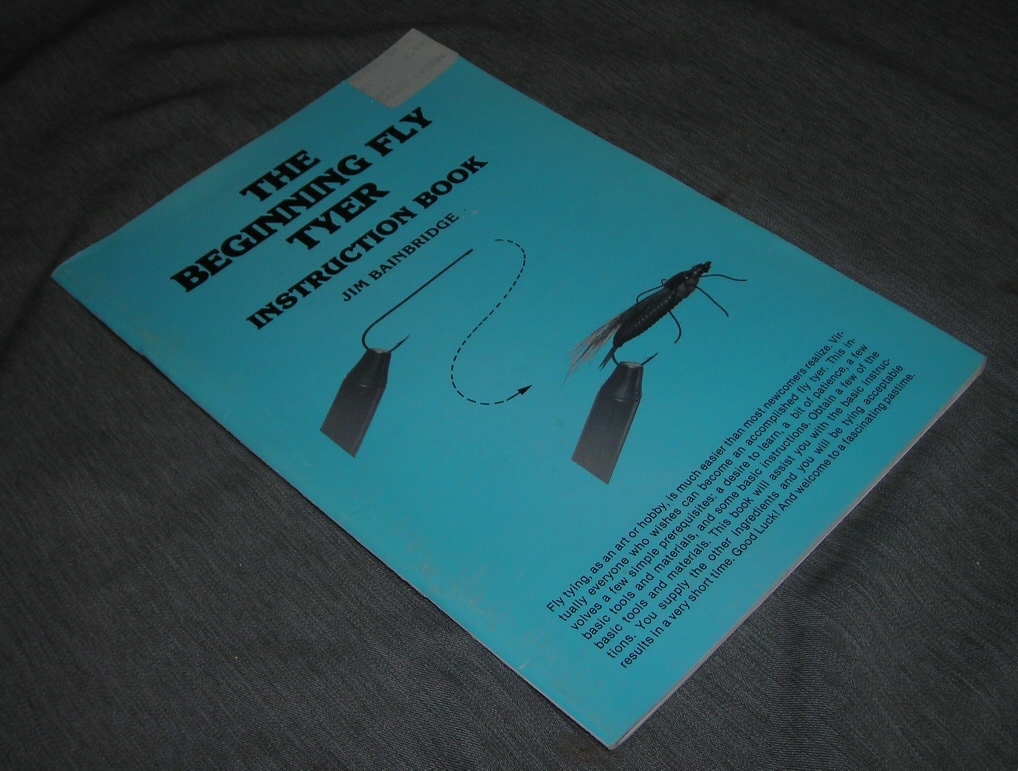 THE
BEGINNING FLY
TYER
INSTRUCTION BOOK
JIM BAINBRIDGE
Fly tying, as an art or hobby, is much easier than most newcomers realize. Vir-
tually everyone who wishes can become an accomplished fly tyer. This in-
volves a few simple prerequisites: a desire to learn, a bit of patience, a few
basic tools and materials, and some basic instructions. Obtain a few of the
basic tools and materials. This book will assist you with the basic instruc-
tions. You supply the other ingredients and you will be tying acceptable
results in a very short time. Good Luck! And welcome to a fascinating pastime.